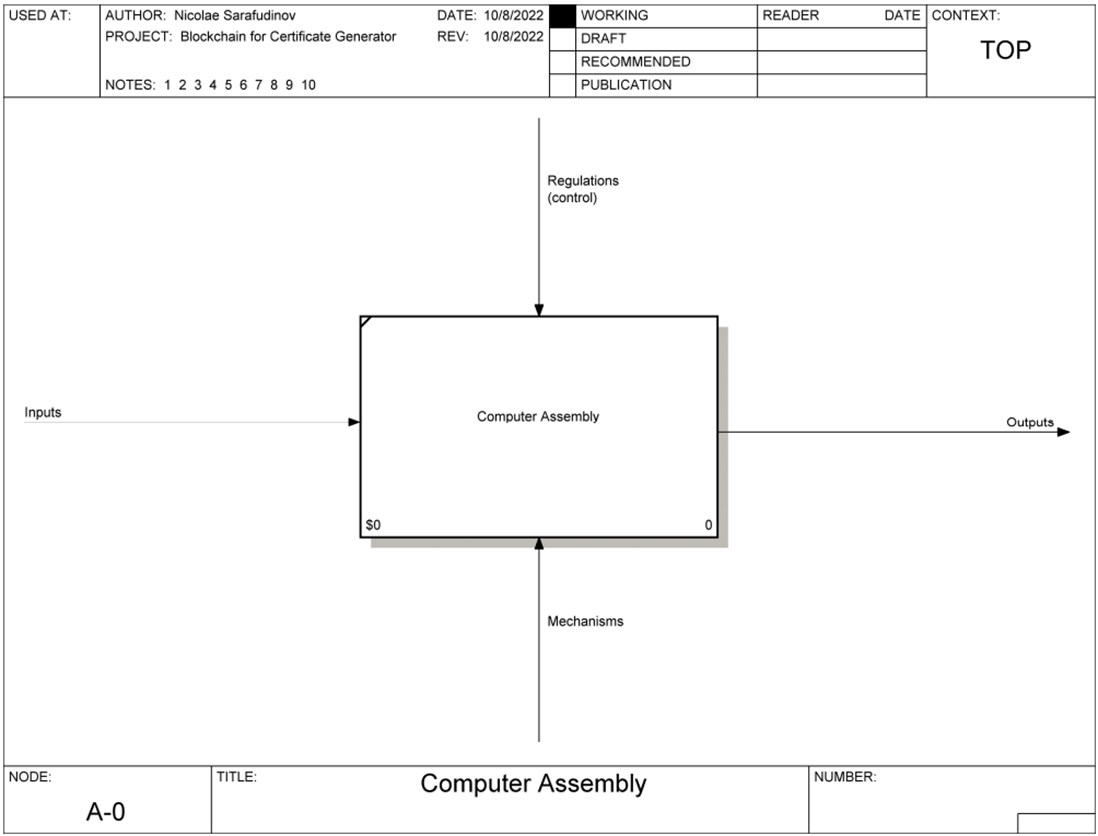 USED AT:
AUTHOR: Nicolae Sarafudinov
DATE: 10/8/2022
PROJECT: Blockchain for Certificate Generator
REV: 10/8/2022
NOTES: 1 2 3 4 5 6 7 8 9 10
WORKING
DRAFT
RECOMMENDED
PUBLICATION
READER DATE
CONTEXT:
TOP
Regulations
(control)
Inputs
Computer Assembly
Outputs
$0 0
Mechanisms
NODE:
A-0
TITLE:
Computer Assembly
NUMBER: